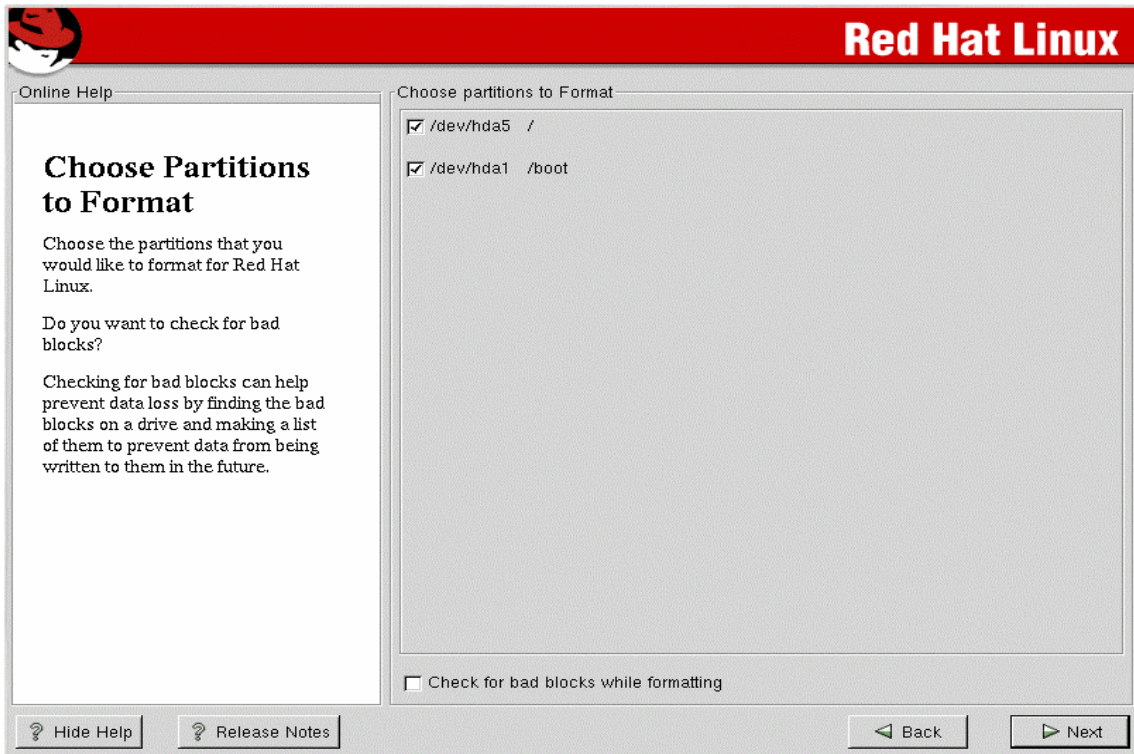 Red Hat Linux
Online Help
Choose Partitions
to Format
Choose the partitions that you
would like to format for Red Hat
Linux.
Do you want to check for bad
blocks?
Checking for bad blocks can help
prevent data loss by finding the bad
blocks on a drive and making a list
of them to prevent data from being
written to them in the future.
Choose partitions to Format
/dev/hda5 /
/dev/hda1 /boot
Check for bad blocks while formatting
Hide Help
Release Notes
Back
Next